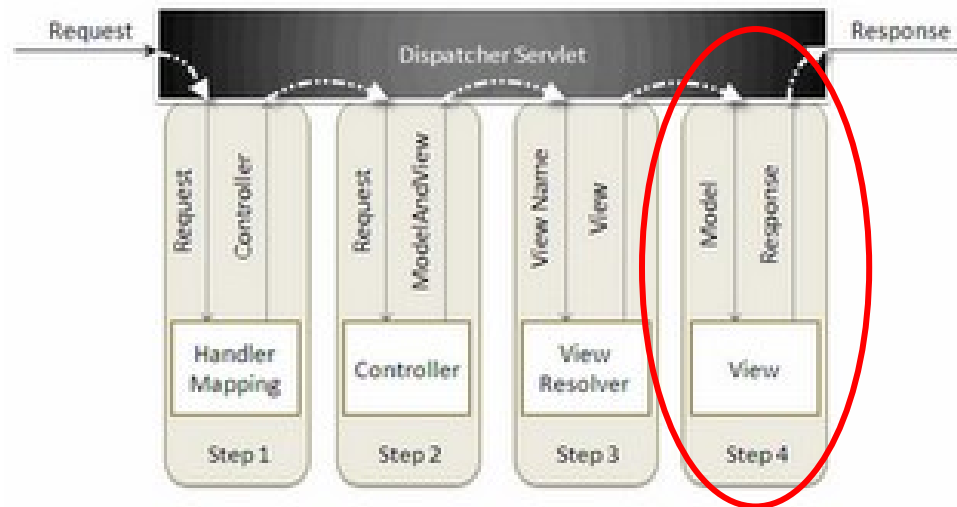 Request
Dispatcher Servlet
Response
Request
Controller
Handler
Mapping
Step 1
Request
ModelAndView
Controller
Step 2
View Name
View
View
Resolver
Step 3
Model
Response
View
Step 4